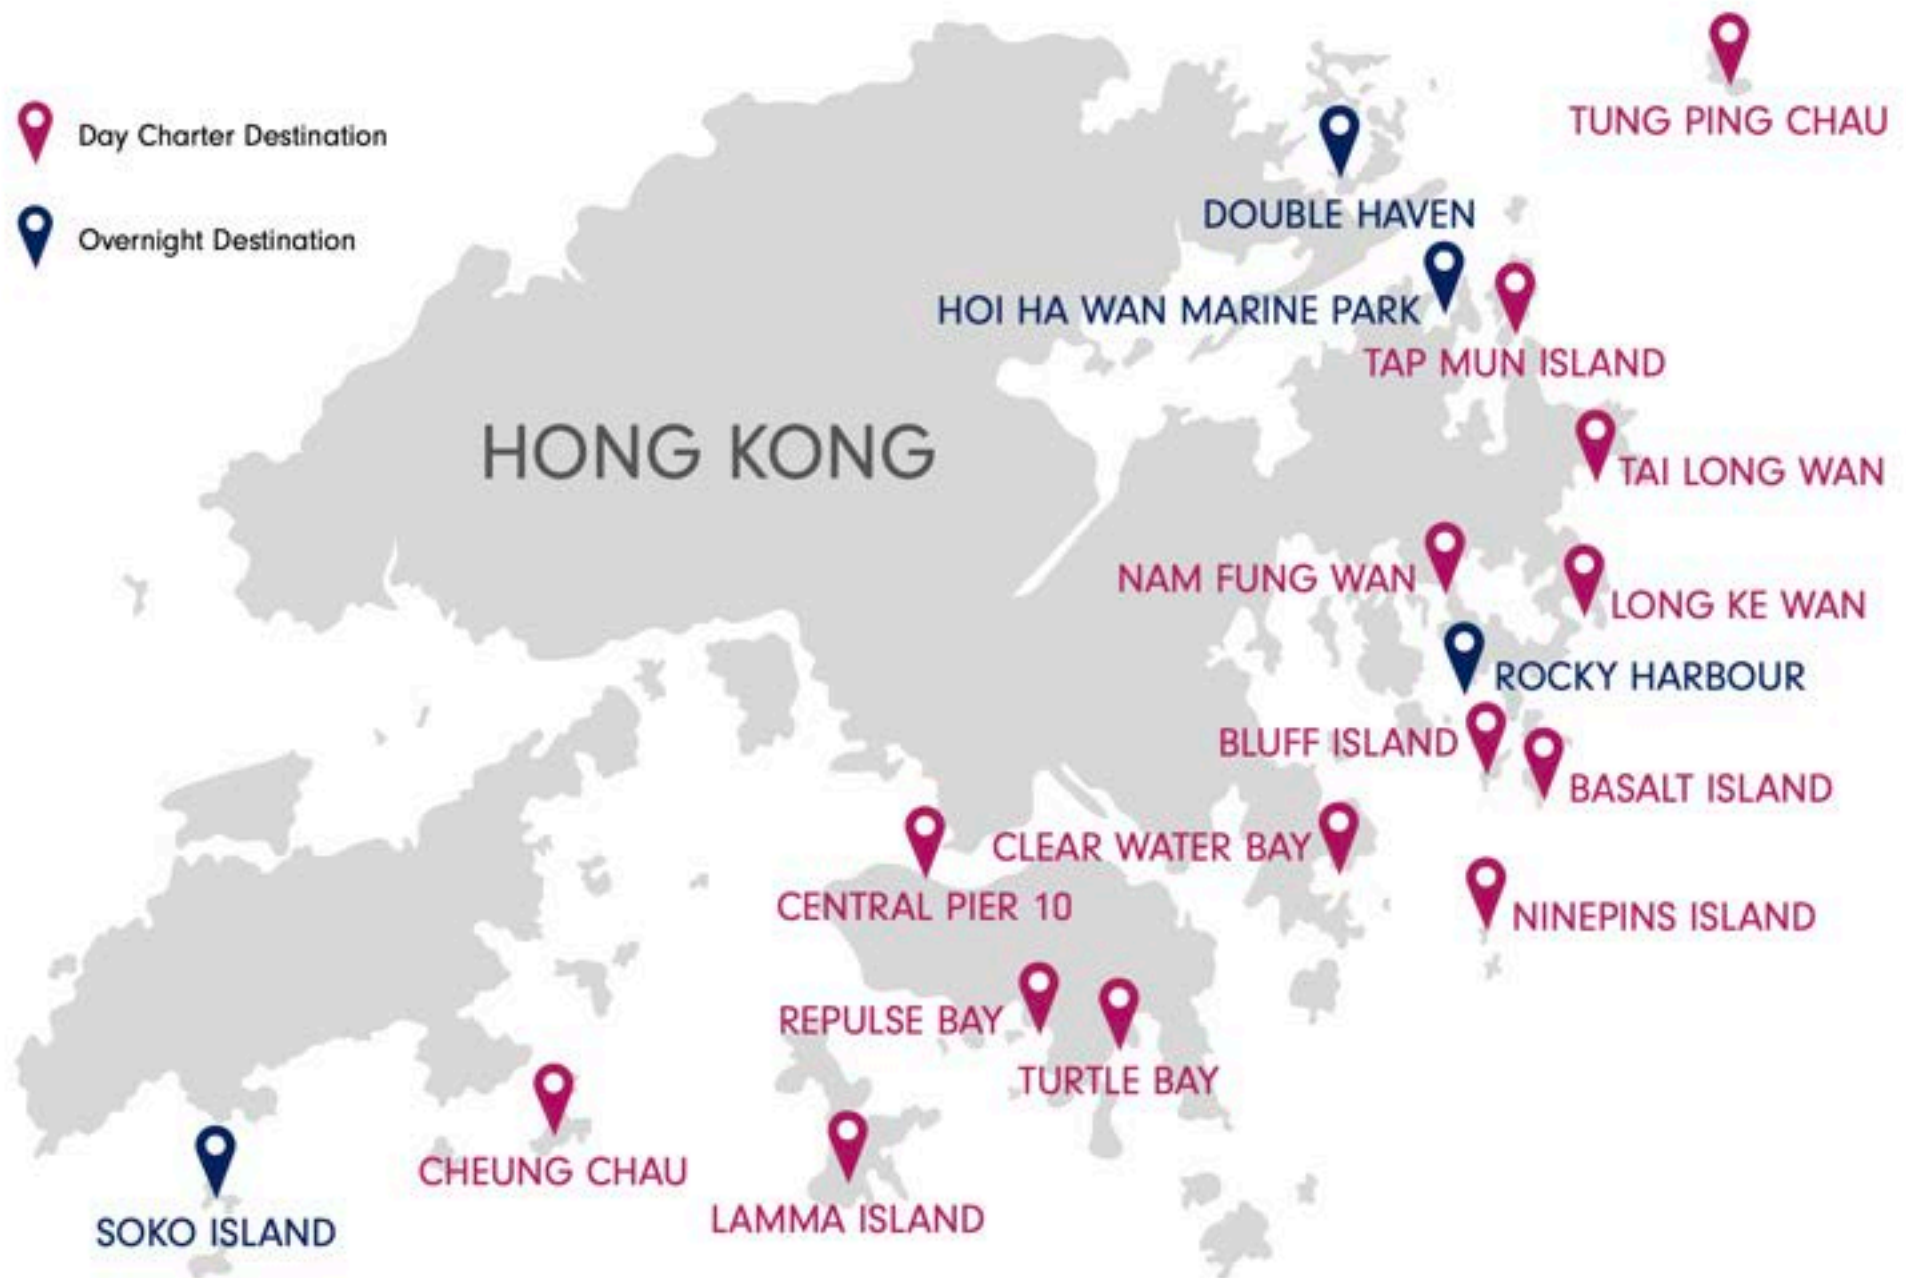 TUNG PING CHAU
Day Charter Destination
Overnight Destination
DOUBLE HAVEN
HOI HA WAN MARINE PARK
TAP MUN ISLAND
HONG KONG
TAI LONG WAN
NAM FUNG WAN
LONG KE WAN
ROCKY HARBOUR
BLUFF ISLAND
BASALT ISLAND
CLEAR WATER BAY
CENTRAL PIER 10
NINEPINS ISLAND
REPULSE BAY
TURTLE BAY
CHEUNG CHAU
LAMMA ISLAND
SOKO ISLAND